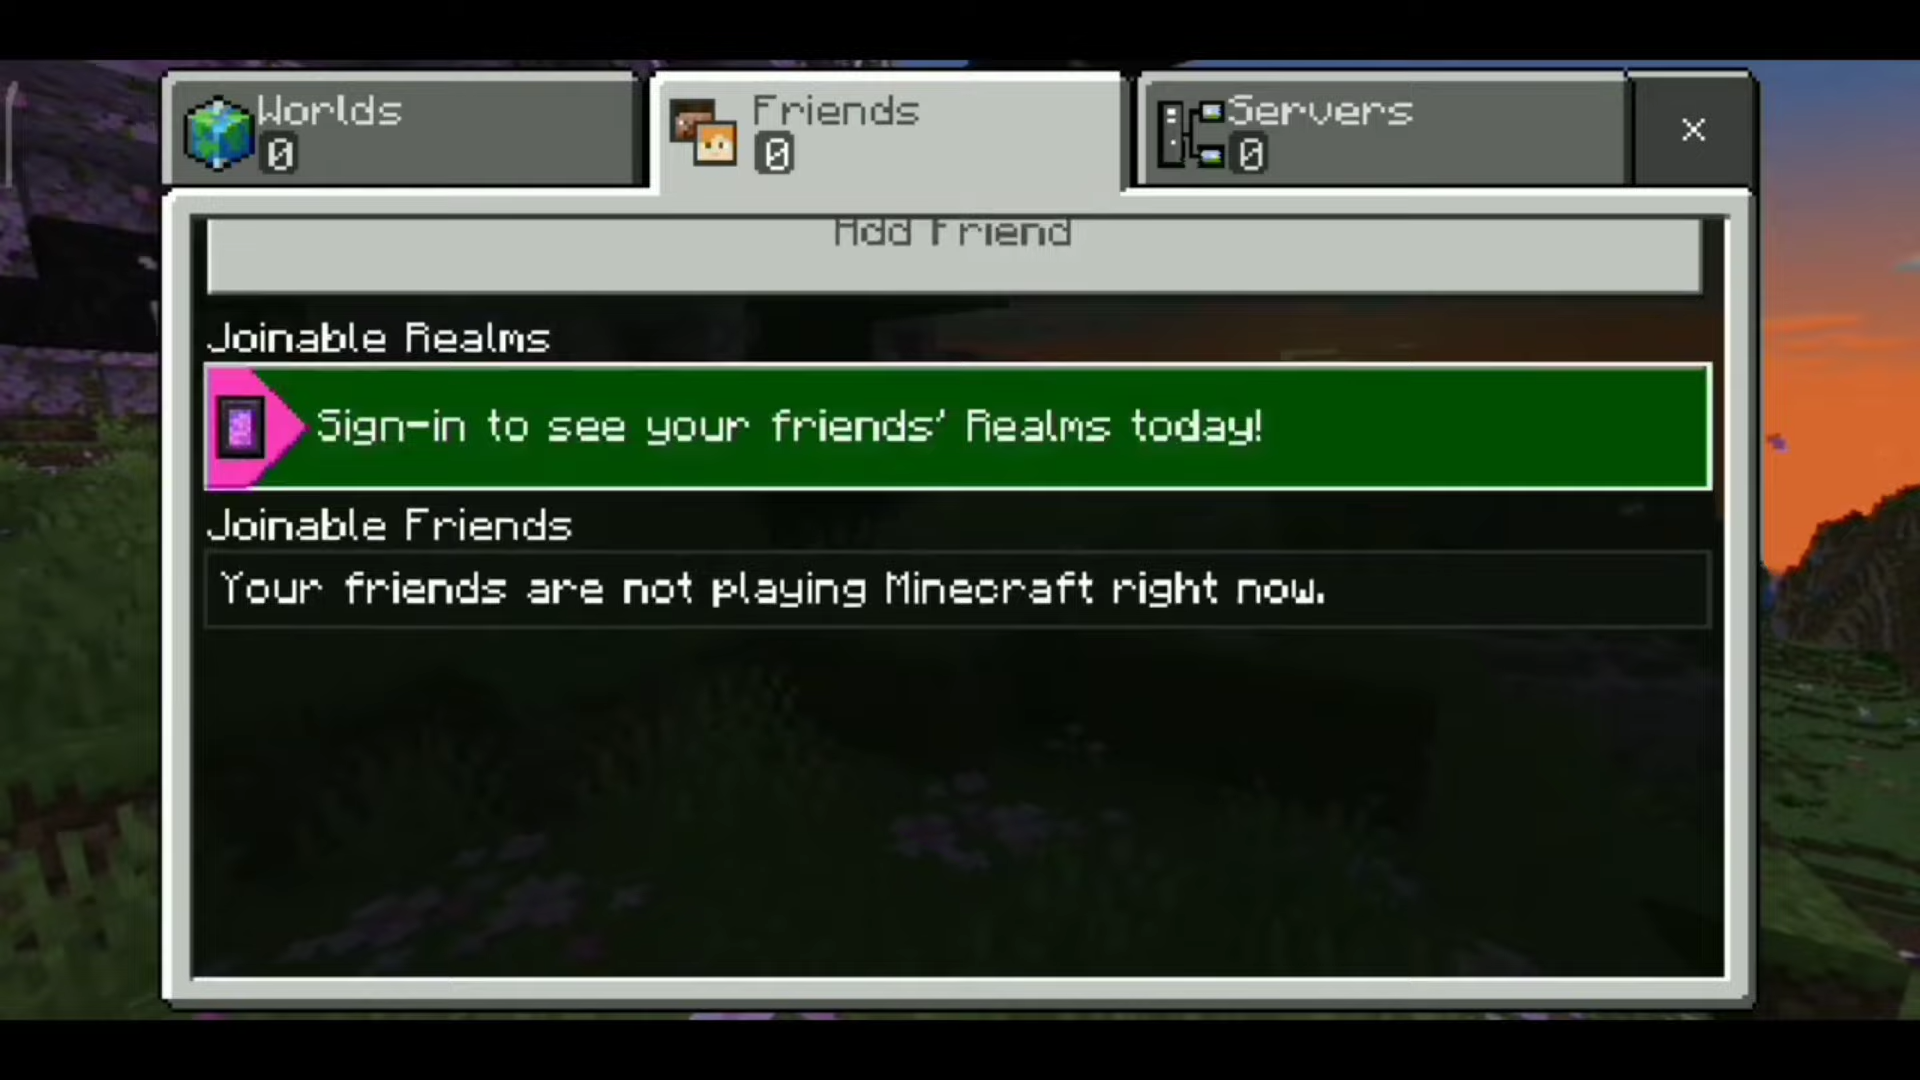 Worlds
0
Friends
0
Servers
0
Add Friend
Joinable Realms
Sign-in to see your friends' Realms today!
Joinable Friends
Your friends are not playing Minecraft right now.